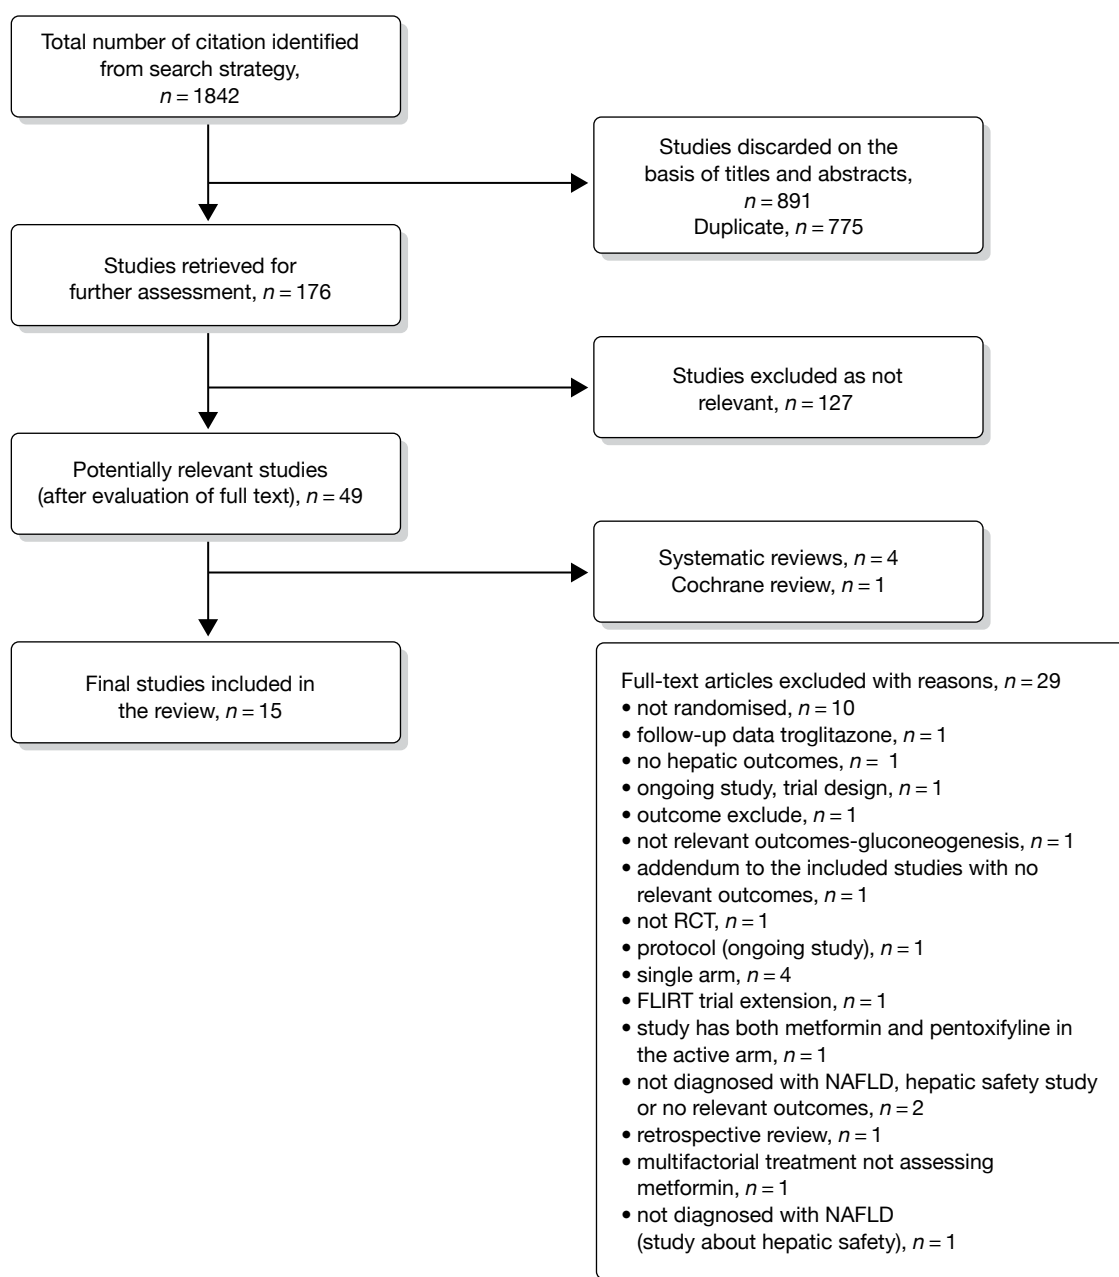 Total number of citation identified
from search strategy,
n = 1842
Studies discarded on the
basis of titles and abstracts,
n = 891
Duplicate, n = 775
Studies retrieved for
further assessment, n = 176
Studies excluded as not
relevant, n = 127
Potentially relevant studies
(after evaluation of full text), n = 49
Systematic reviews, n = 4
Cochrane review, n = 1
Final studies included in
the review, n = 15
Full-text articles excluded with reasons, n = 29
• not randomised, n = 10
• follow-up data troglitazone, n = 1
• no hepatic outcomes, n = 1
• ongoing study, trial design, n = 1
• outcome exclude, n = 1
• not relevant outcomes-gluconeogenesis, n = 1
• addendum to the included studies with no
relevant outcomes, n = 1
• not RCT, n = 1
• protocol (ongoing study), n = 1
• single arm, n = 4
• FLIRT trial extension, n = 1
• study has both metformin and pentoxifyline in
the active arm, n = 1
• not diagnosed with NAFLD, hepatic safety study
or no relevant outcomes, n = 2
• retrospective review, n = 1
• multifactorial treatment not assessing
metformin, n = 1
• not diagnosed with NAFLD
(study about hepatic safety), n = 1